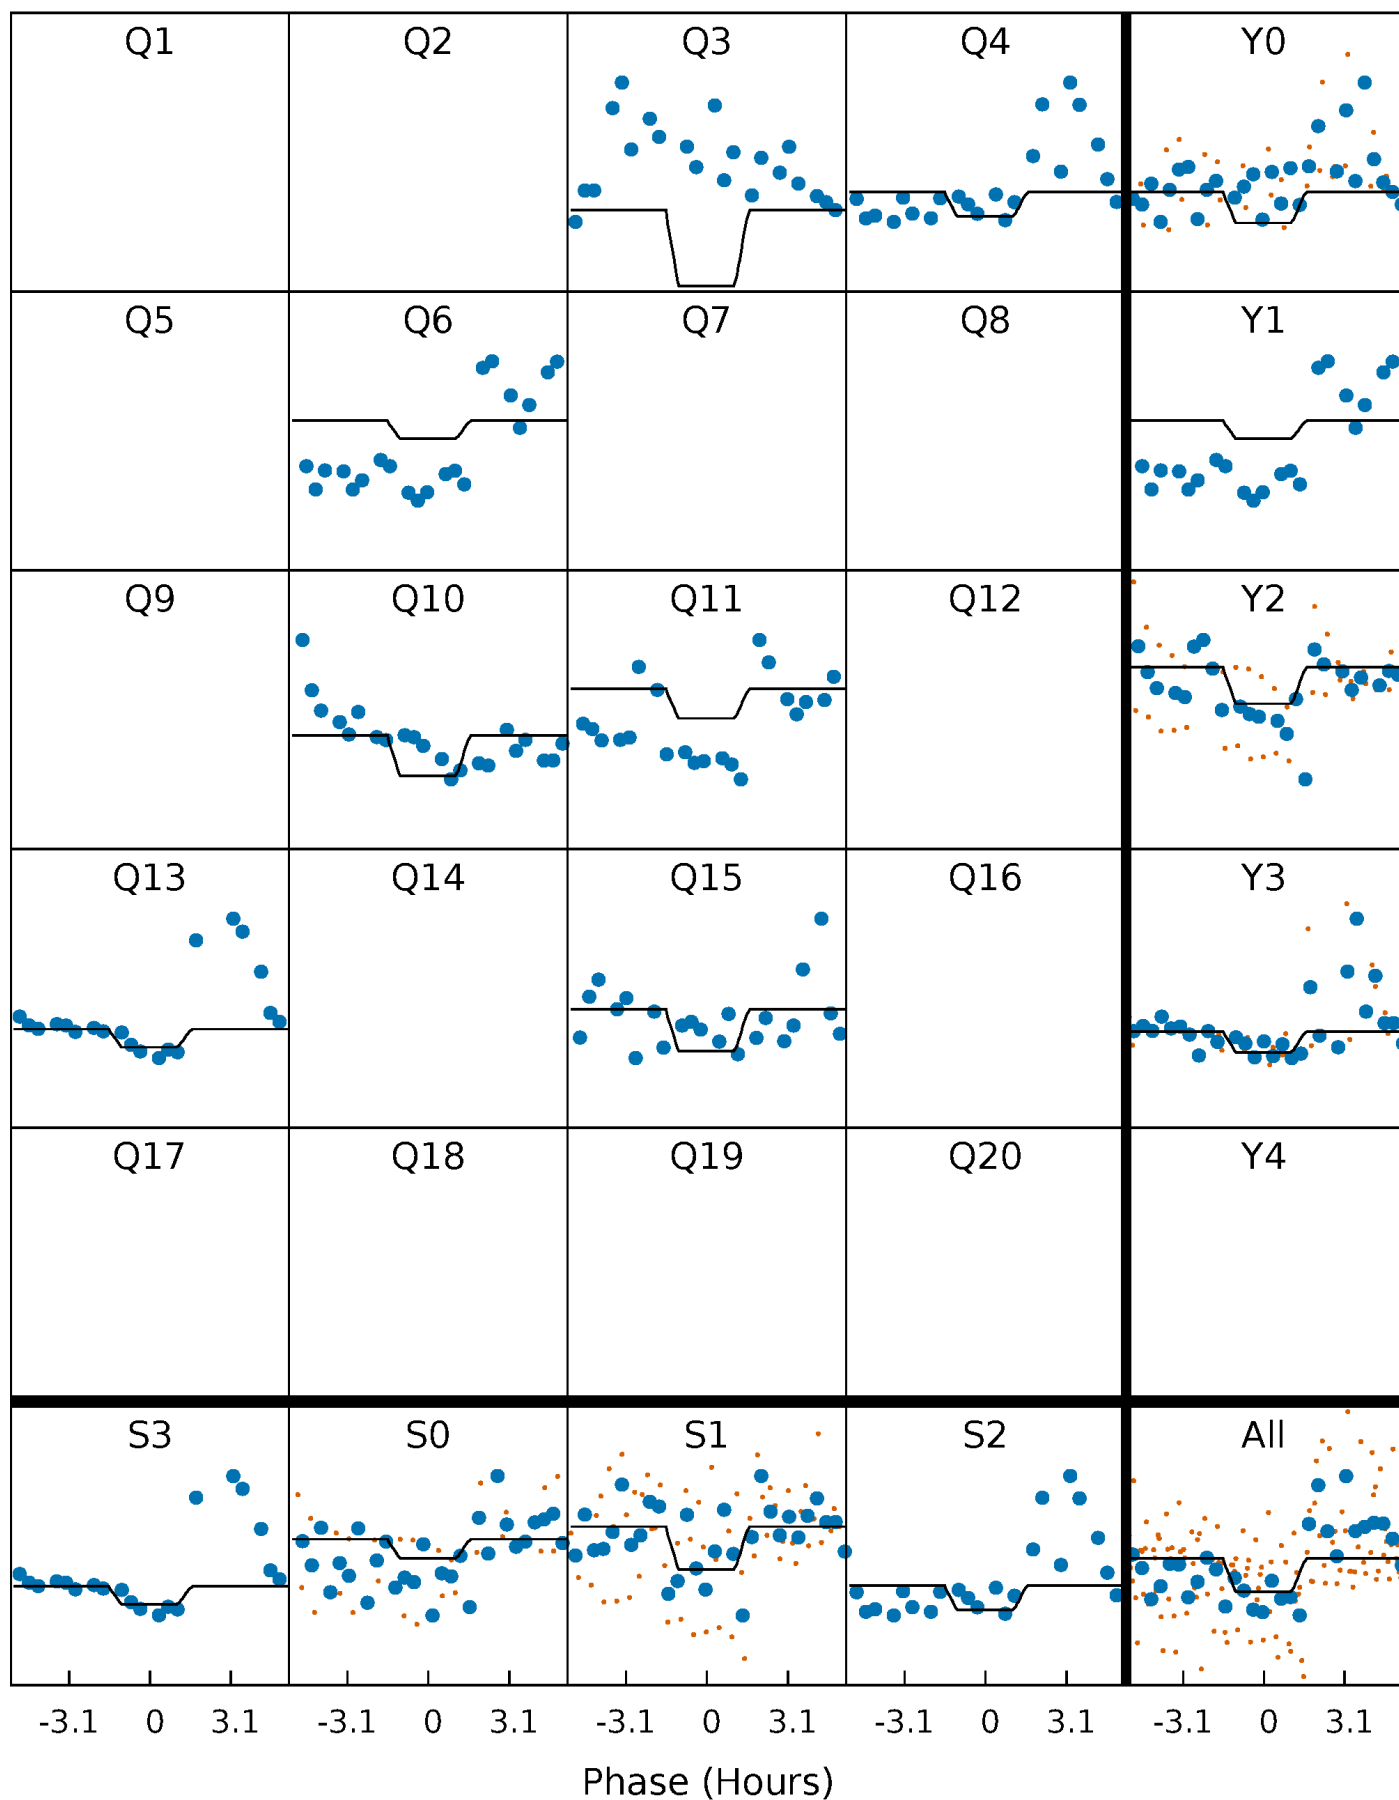 Q1 Q2 Q3 Q4 Y0
Q5 Q6 Q7 Q8 Y1
Q9 Q10 Q11 Q12 Y2
Q13 Q14 Q15 Q16 Y3
Q17 Q18 Q19 Q20 Y4
S3 S0 S1 S2 All
-3.1 0 3.1 -3.1 0 3.1 -3.1 0 3.1 -3.1 0 3.1 -3.1 0 3.1
Phase (Hours)